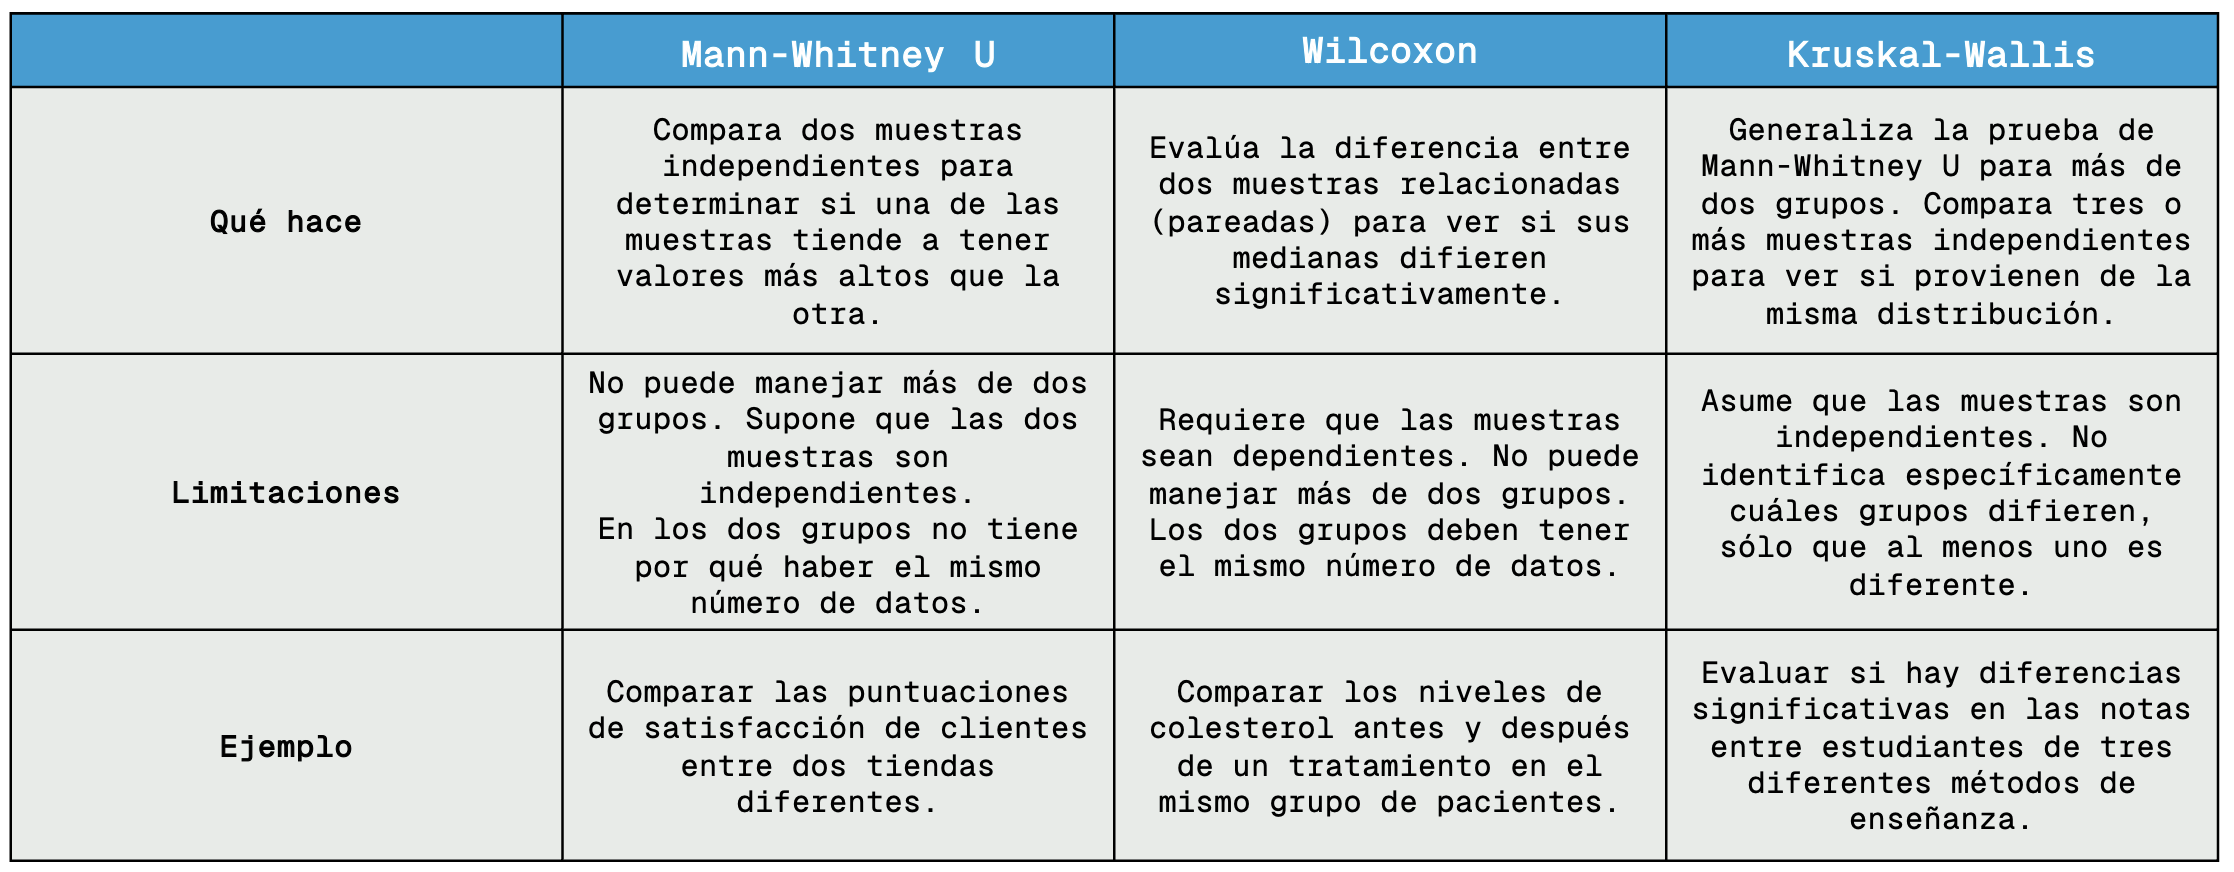 Mann-Whitney U
Wilcoxon
Kruskal-Wallis
Qué hace
Compara dos muestras
independientes para
determinar si una de las
muestras tiende a tener
valores más altos que la
otra.
Evalúa la diferencia entre
dos muestras relacionadas
(pareadas) para ver si sus
medianas difieren
significativamente.
Generaliza la prueba de
Mann-Whitney U para más de
dos grupos. Compara tres o
más muestras independientes
para ver si provienen de la
misma distribución.
Limitaciones
No puede manejar más de dos
grupos. Supone que las dos
muestras son
independientes.
En los dos grupos no tiene
por qué haber el mismo
número de datos.
Requiere que las muestras
sean dependientes. No puede
manejar más de dos grupos.
Los dos grupos deben tener
el mismo número de datos.
Asume que las muestras son
independientes. No
identifica específicamente
cuáles grupos difieren,
sólo que al menos uno es
diferente.
Ejemplo
Comparar las puntuaciones
de satisfacción de clientes
entre dos tiendas
diferentes.
Comparar los niveles de
colesterol antes y después
de un tratamiento en el
mismo grupo de pacientes.
Evaluar si hay diferencias
significativas en las notas
entre estudiantes de tres
diferentes métodos de
enseñanza.